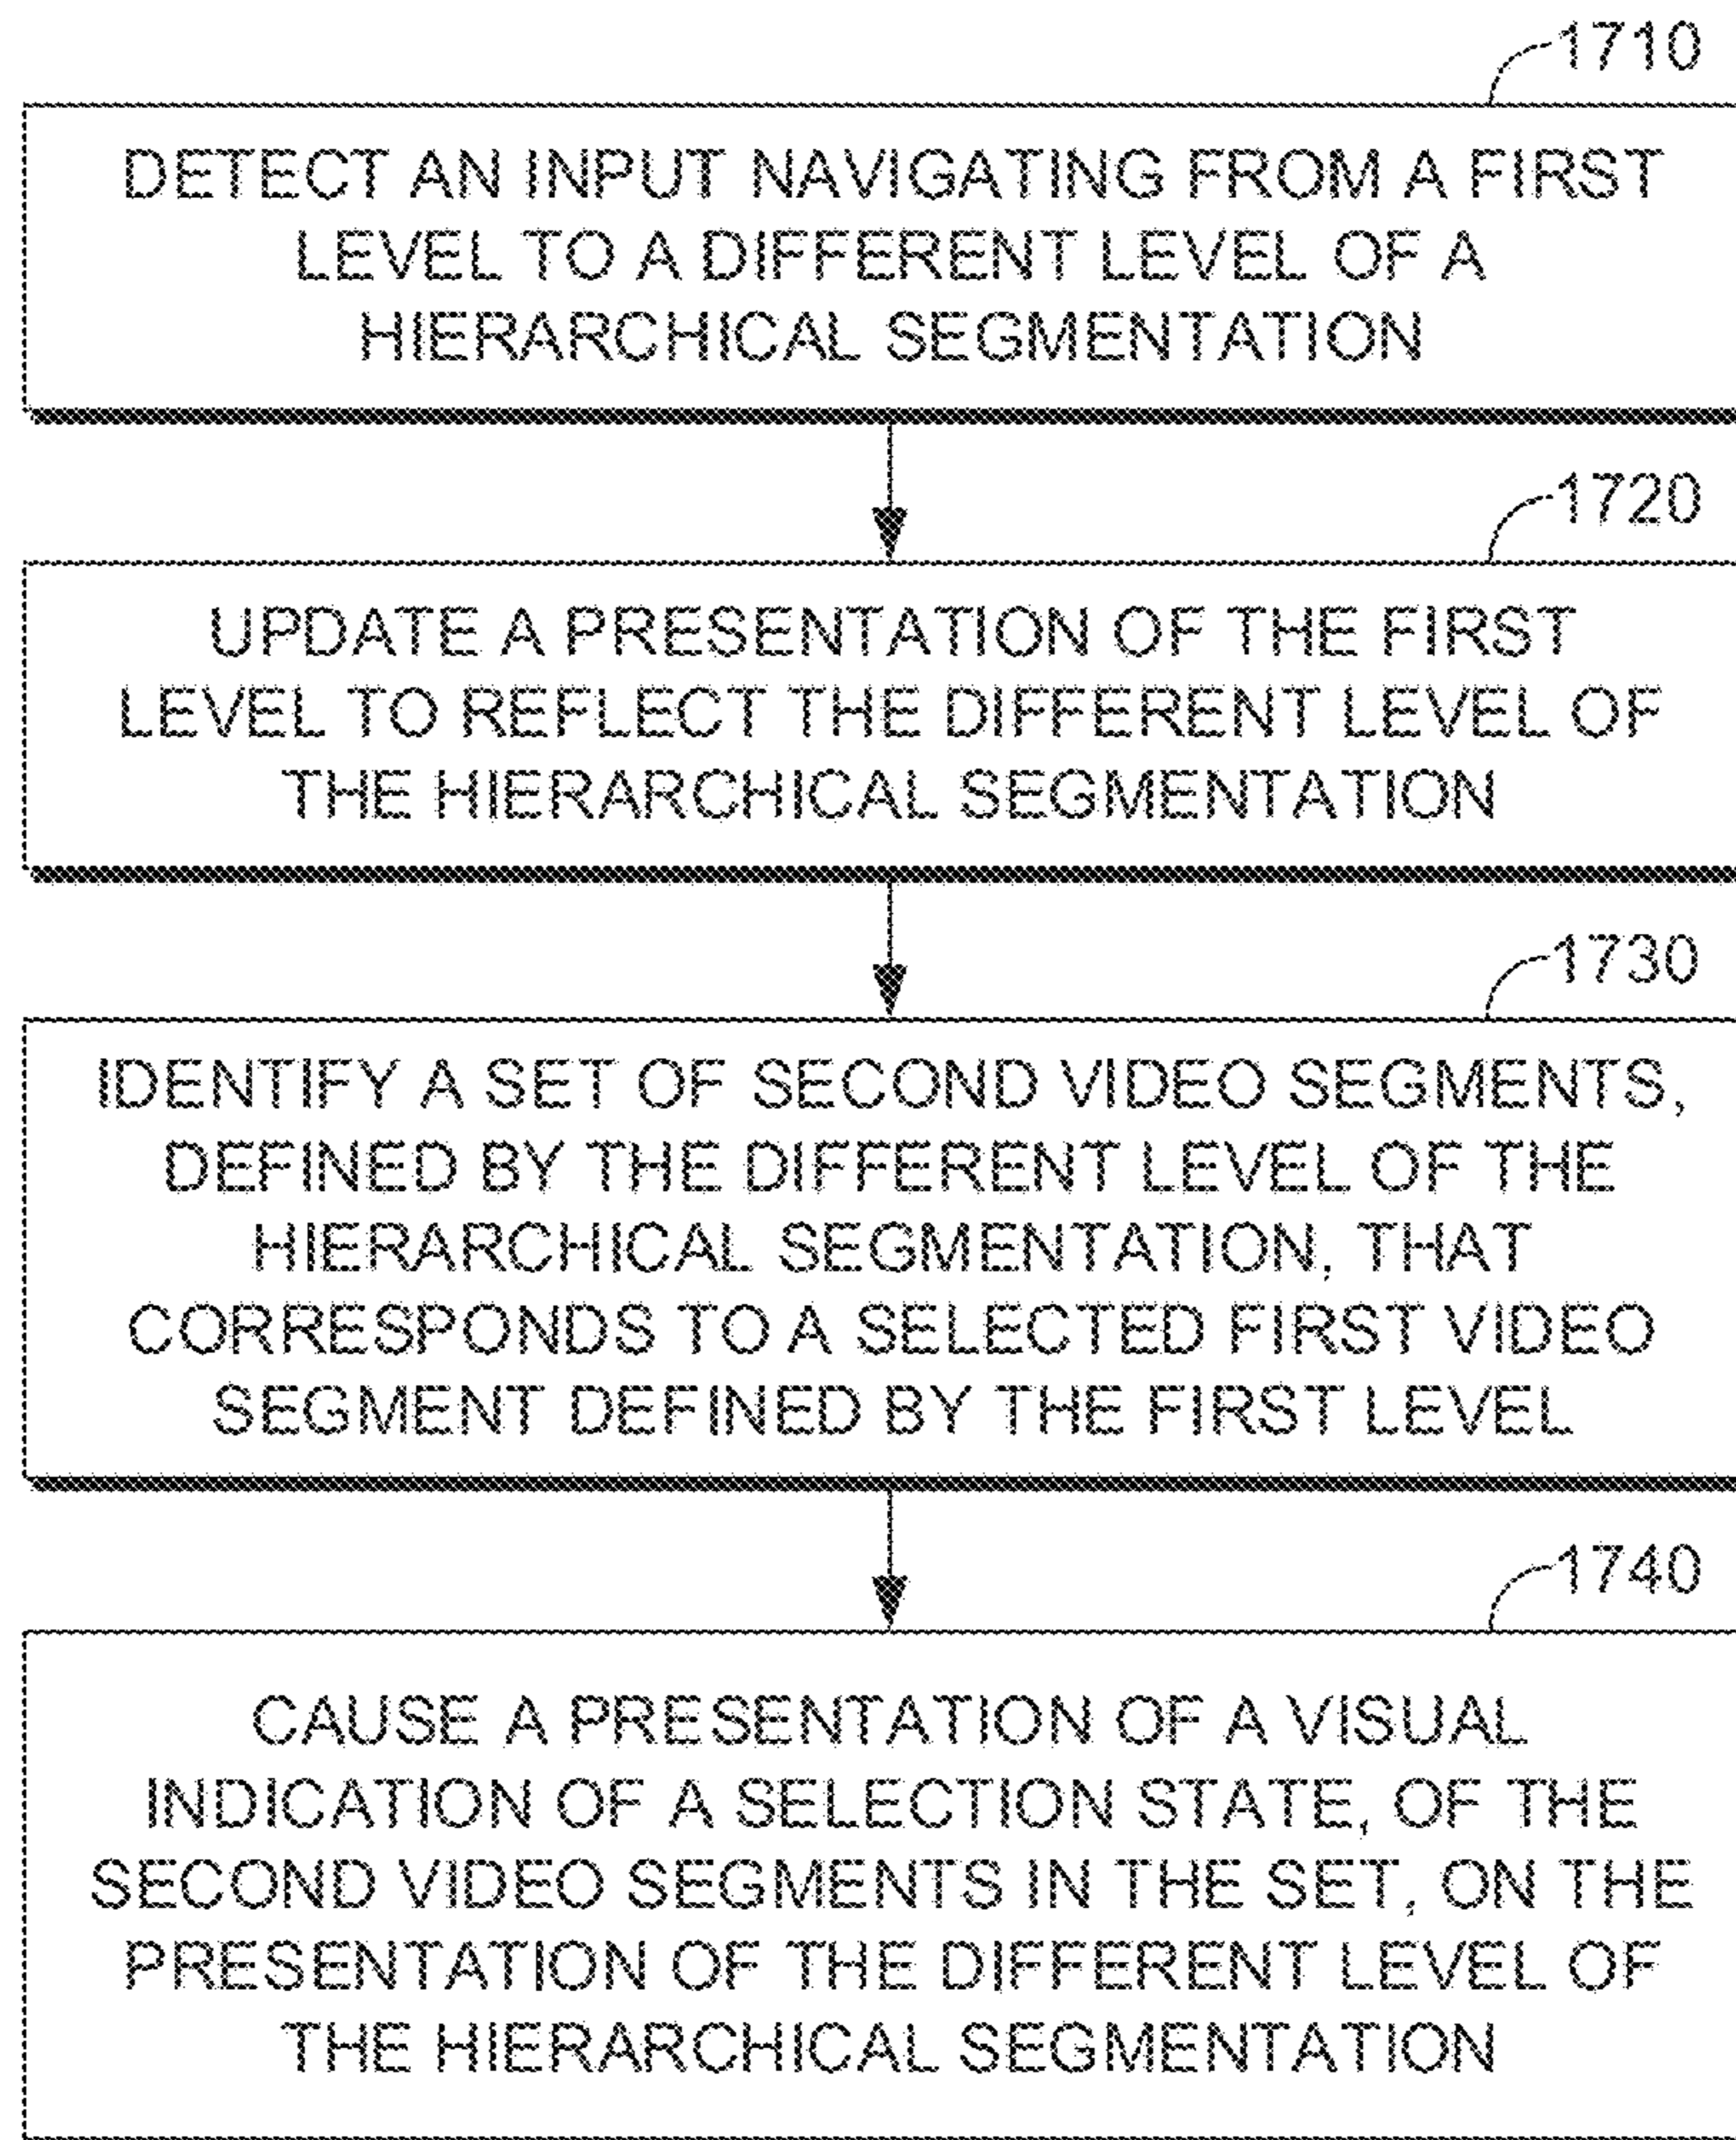 1710
DETECT AN INPUT NAVIGATING FROM A FIRST
LEVEL TO A DIFFERENT LEVEL OF A
HIERARCHICAL SEGMENTATION
1720
UPDATE A PRESENTATION OF THE FIRST
LEVEL TO REFLECT THE DIFFERENT LEVEL OF
THE HIERARCHICAL SEGMENTATION
1730
IDENTIFY A SET OF SECOND VIDEO SEGMENTS,
DEFINED BY THE DIFFERENT LEVEL OF THE
HIERARCHICAL SEGMENTATION, THAT
CORRESPONDS TO A SELECTED FIRST VIDEO
SEGMENT DEFINED BY THE FIRST LEVEL
1740
CAUSE A PRESENTATION OF A VISUAL
INDICATION OF A SELECTION STATE, OF THE
SECOND VIDEO SEGMENTS IN THE SET, ON THE
PRESENTATION OF THE DIFFERENT LEVEL OF
THE HIERARCHICAL SEGMENTATION